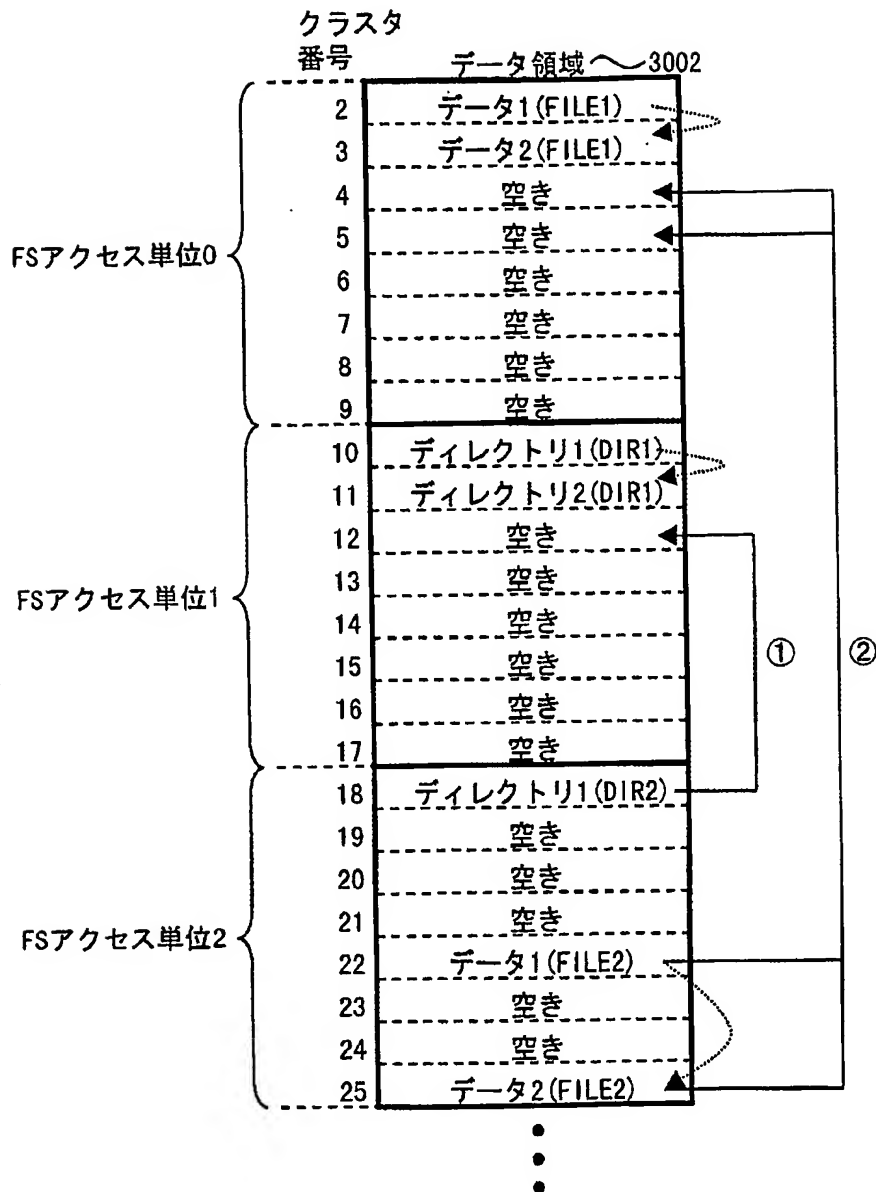 クラスタ
番号
データ領域 3002
2 データ1(FILE1)
3 データ2(FILE1)
4 空き
5 空き
FSアクセス単位0
6 空き
7 空き
8 空き
9 空き
10 ディレクトリ1(DIR1)
11 ディレクトリ2(DIR1)
12 空き
13 空き
FSアクセス単位1
14 空き
15 空き
①
②
16 空き
17 空き
18 ディレクトリ1(DIR2)
19 空き
20 空き
21 空き
FSアクセス単位2
22 データ1(FILE2)
23 空き
24 空き
25 データ2(FILE2)